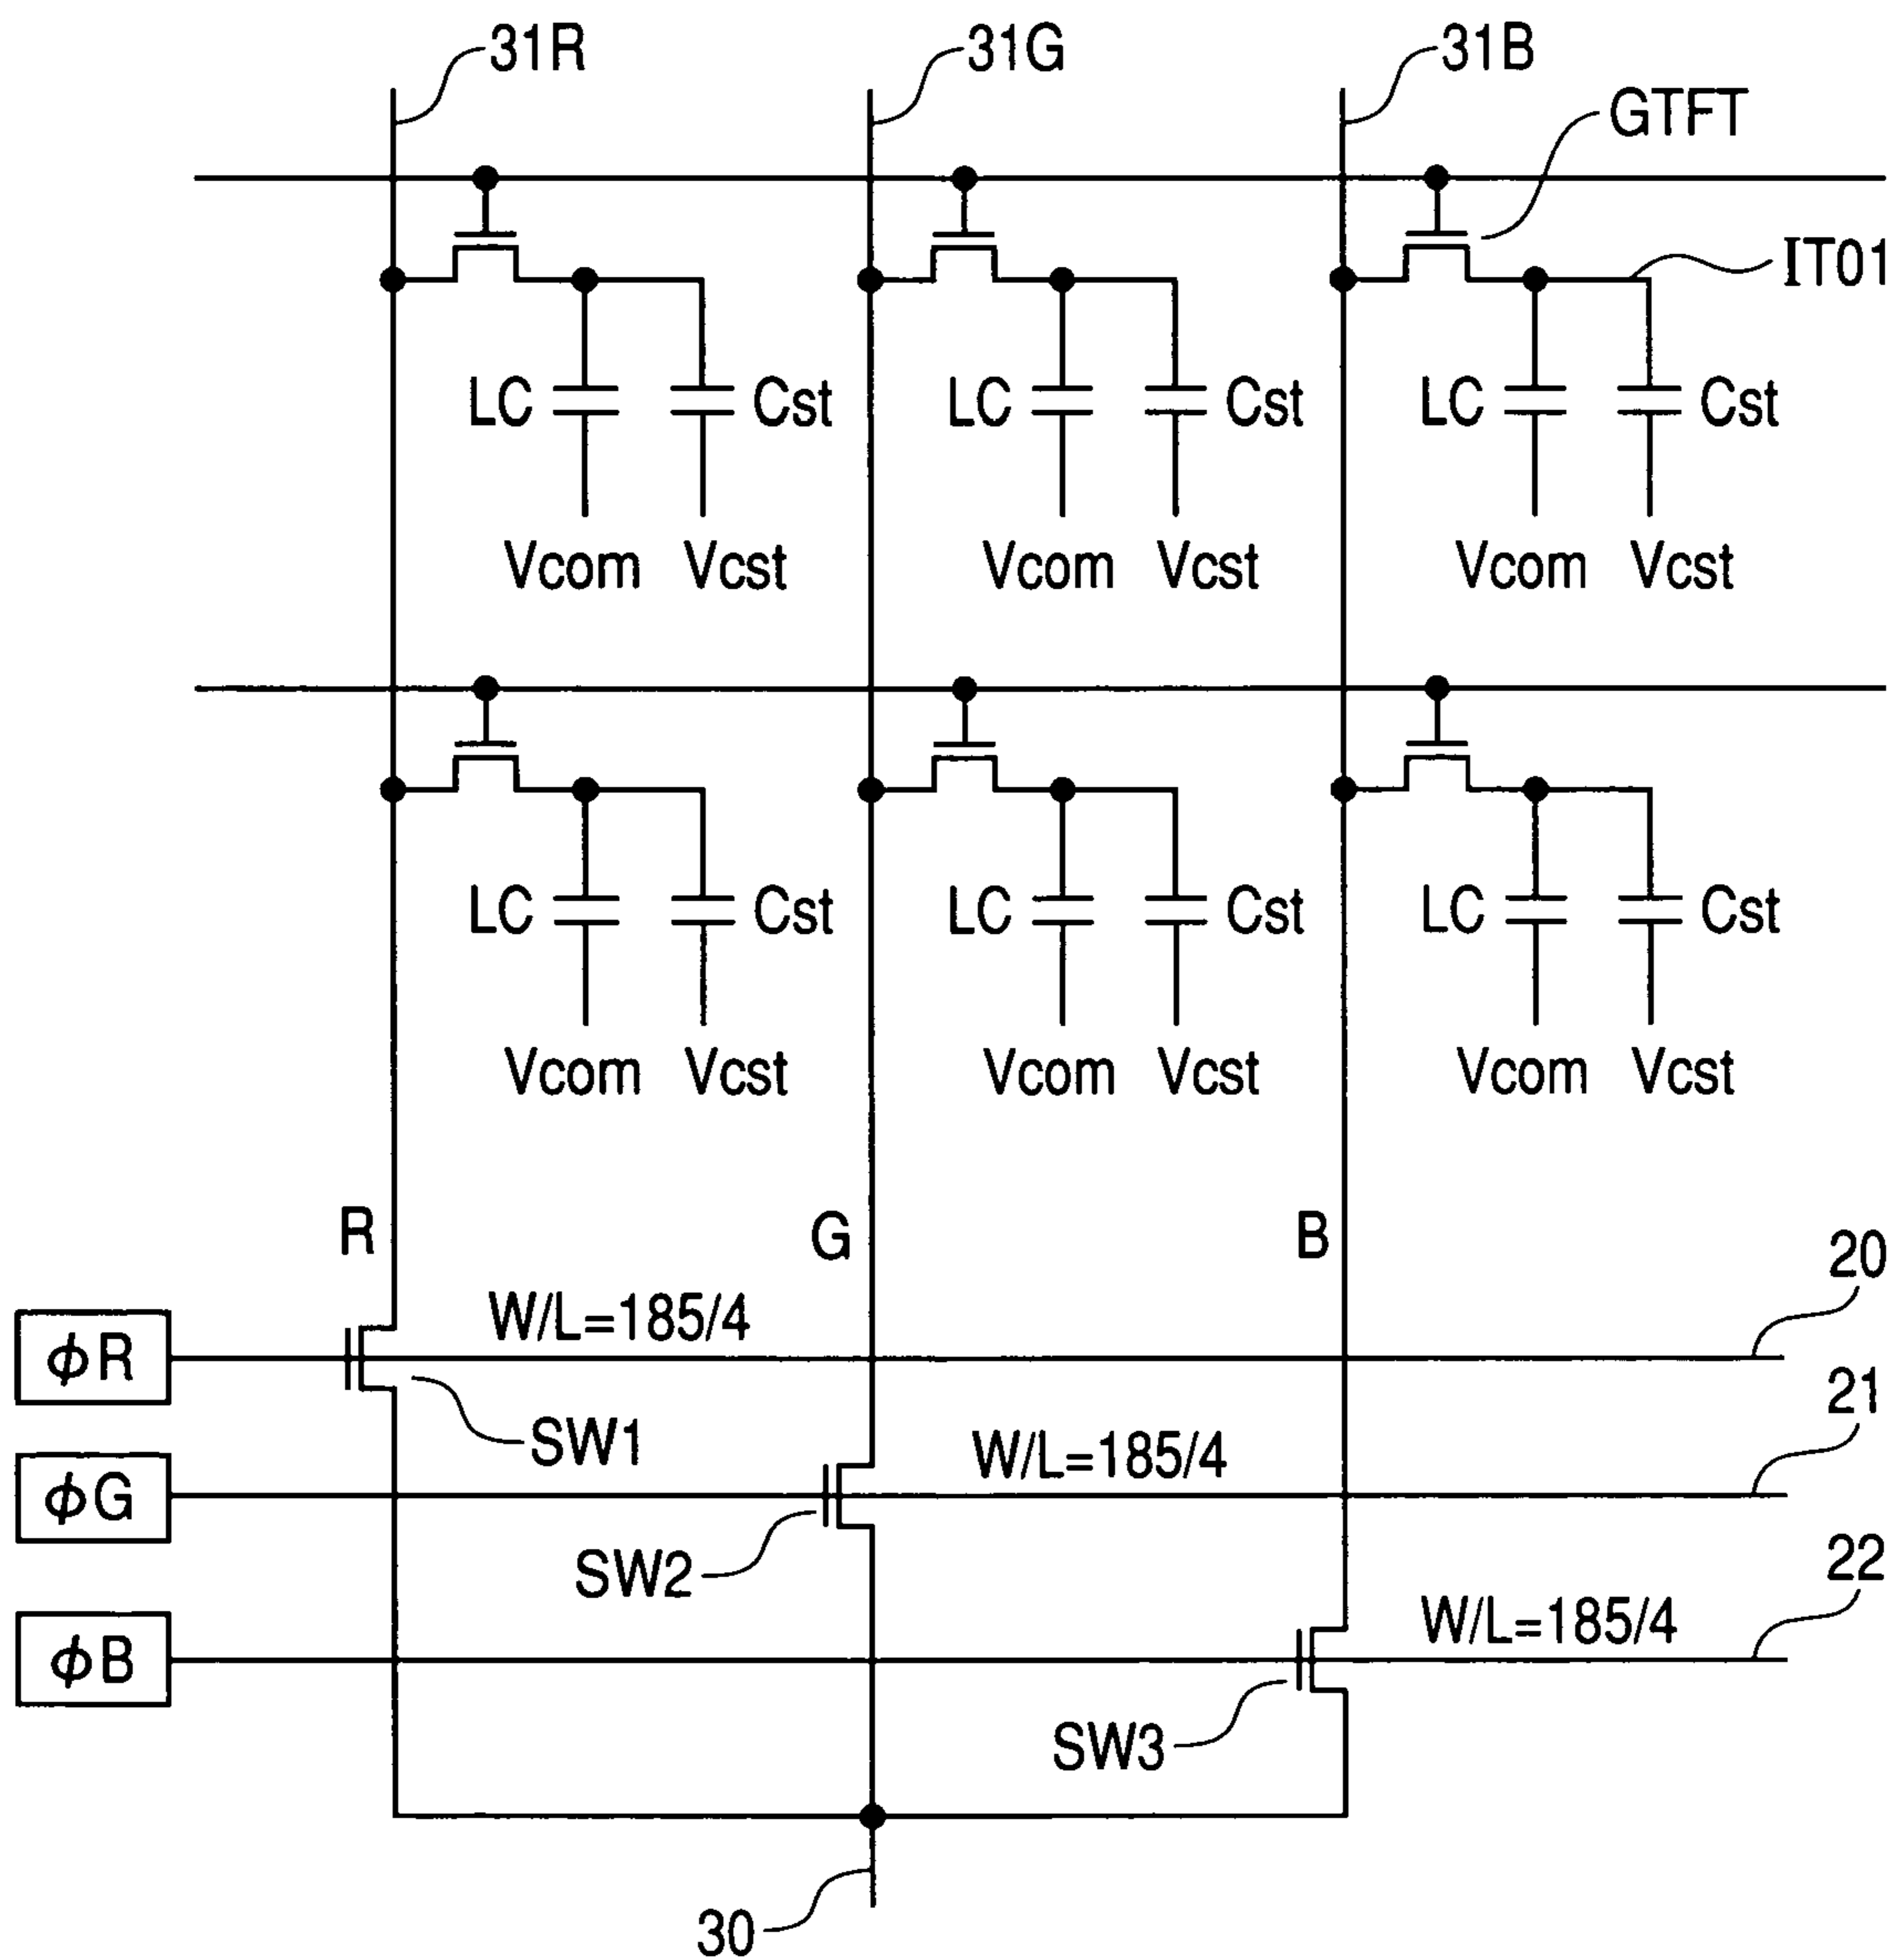 31R 31G 31B
GTFT
ITO1
LC Cst LC Cst LC Cst
Vcom Vcst Vcom Vcst Vcom Vcst
LC Cst LC Cst LC Cst
Vcom Vcst Vcom Vcst Vcom Vcst
R G B
20
W/L=185/4
ϕR
21
SW1
W/L=185/4
ϕG
22
SW2
W/L=185/4
ϕB
SW3
30